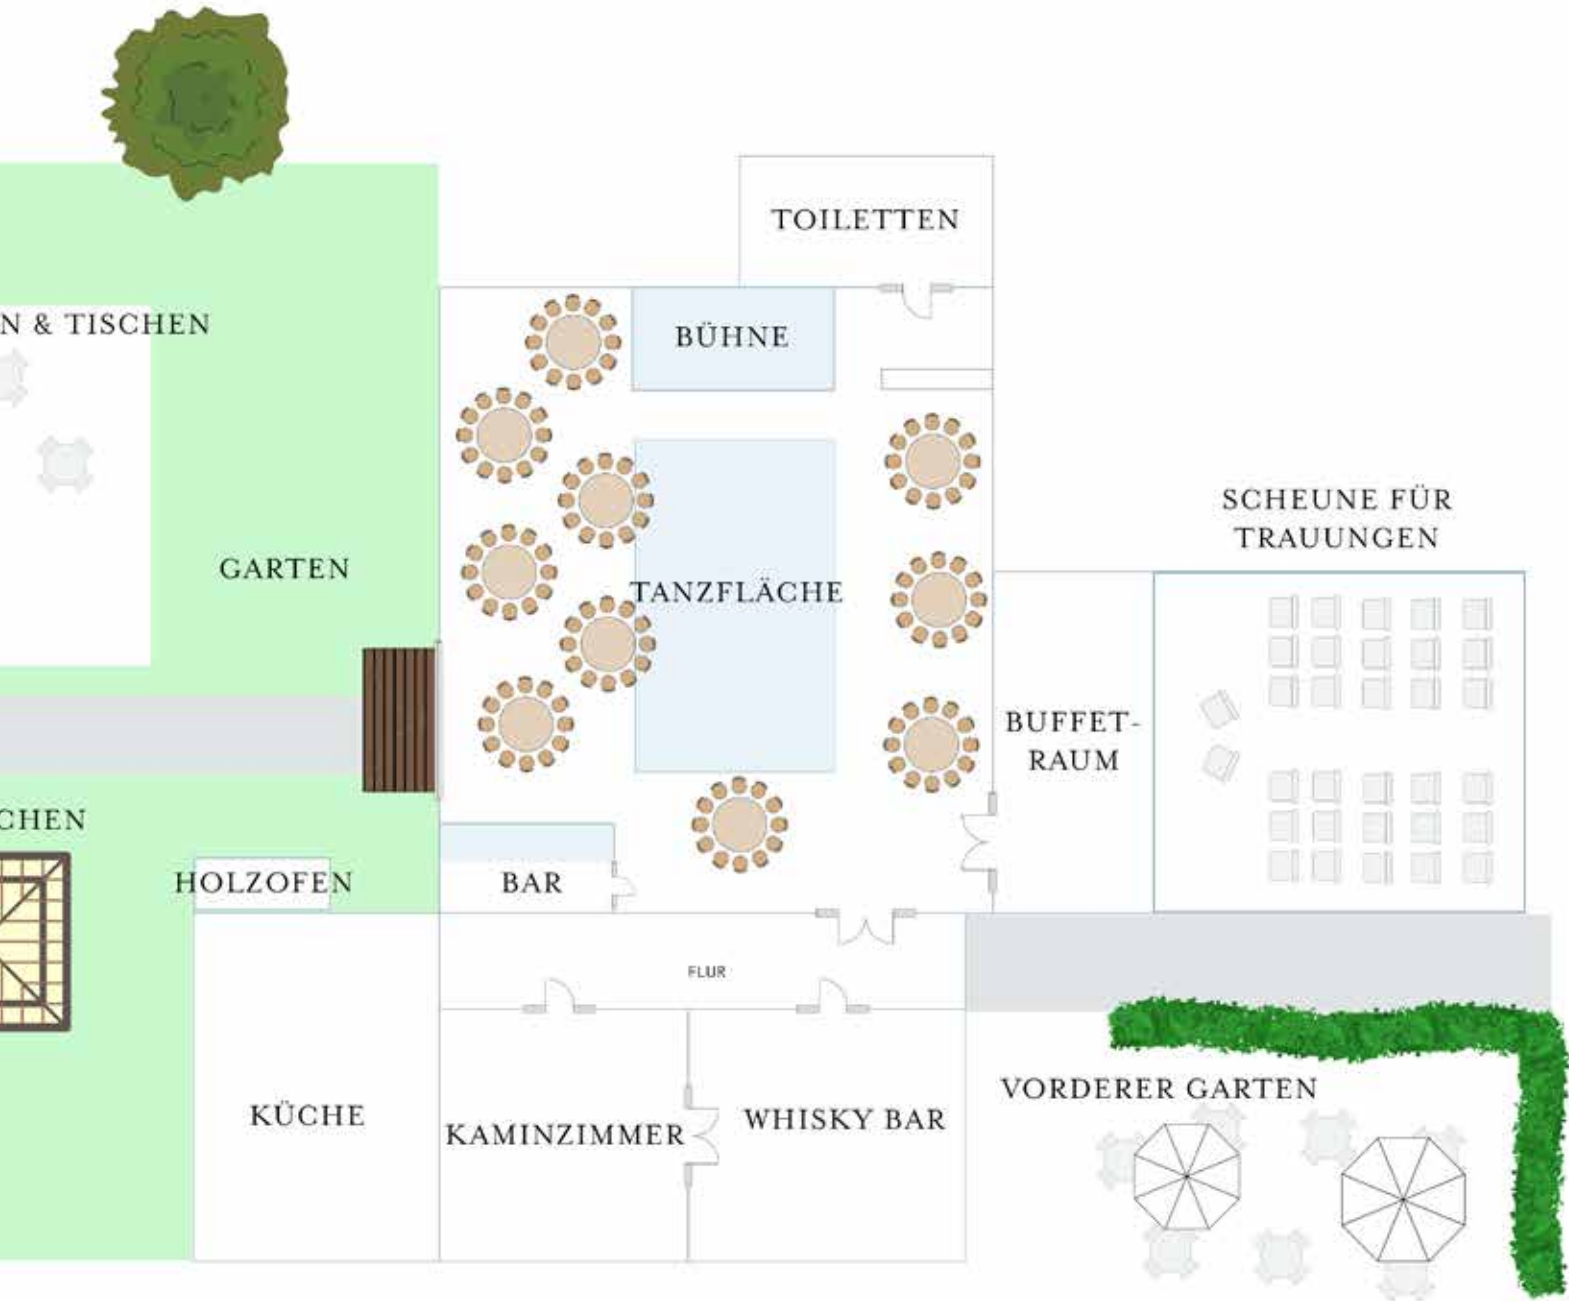 TOILETTEN
N & TISCHEN
BÜHNE
SCHEUNE FÜR
TRAUUNGEN
GARTEN
TANZFLÄCHE
BUFFET-
RAUM
CHEN
HOLZOFEN
BAR
FLUR
VORDERER GARTEN
KÜCHE
KAMINZIMMER
WHISKY BAR